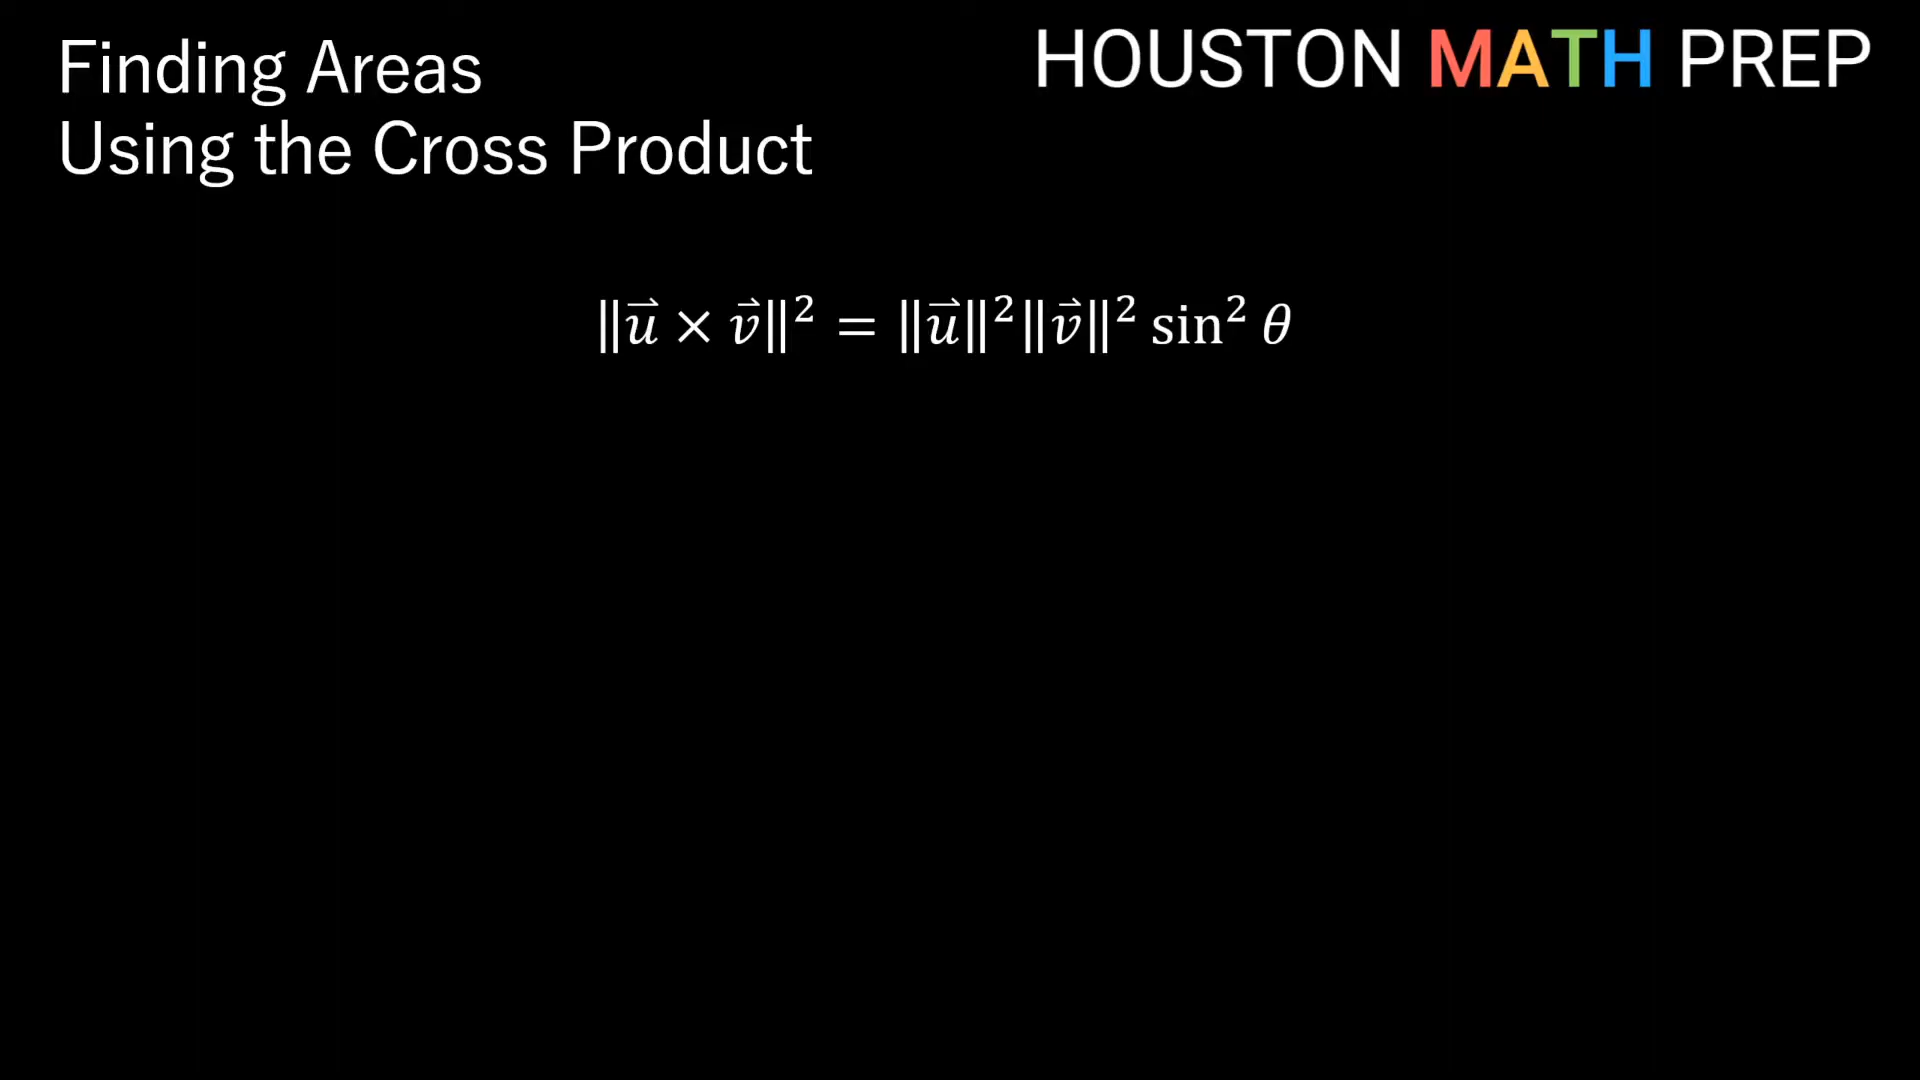 Finding Areas
Using the Cross Product
HOUSTON MATH PREP
‖u⃗ × v⃗‖² = ‖u⃗‖²‖v⃗‖² sin² θ